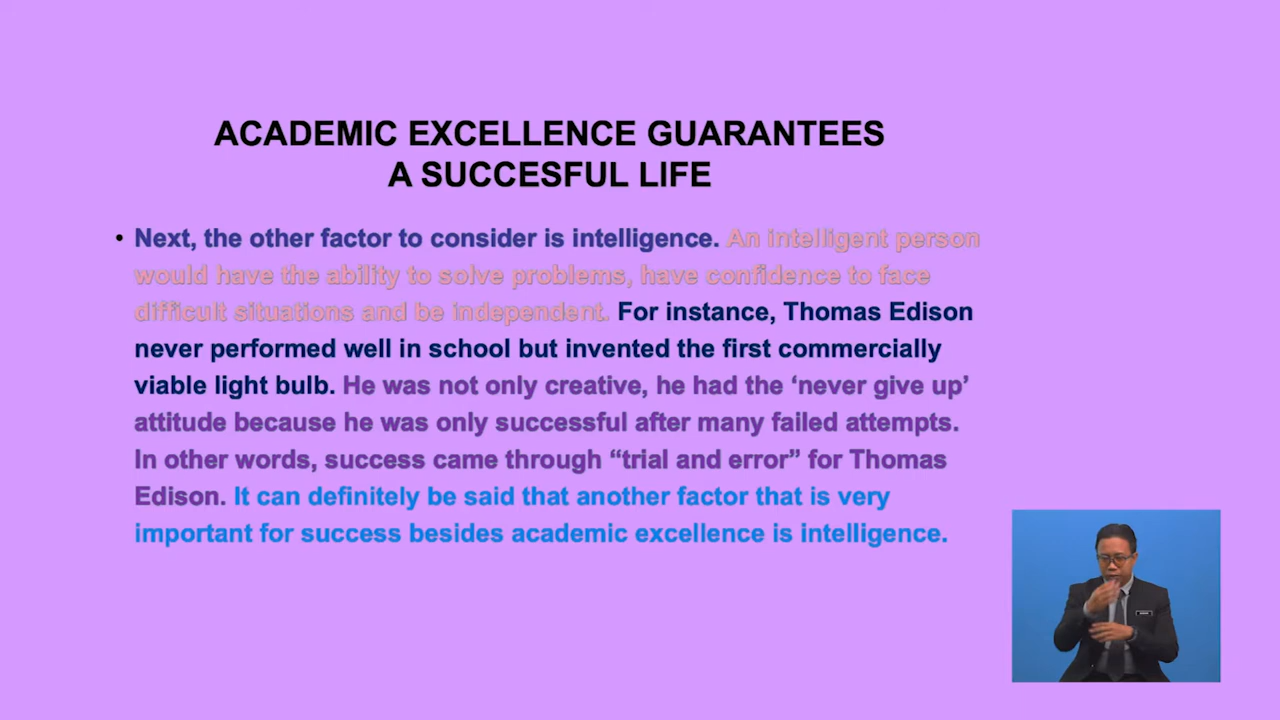 ACADEMIC EXCELLENCE GUARANTEES
A SUCCESFUL LIFE
• Next, the other factor to consider is intelligence. An intelligent person
would have the ability to solve problems, have confidence to face
difficult situations and be independent. For instance, Thomas Edison
never performed well in school but invented the first commercially
viable light bulb. He was not only creative, he had the ‘never give up’
attitude because he was only successful after many failed attempts.
In other words, success came through “trial and error” for Thomas
Edison. It can definitely be said that another factor that is very
important for success besides academic excellence is intelligence.